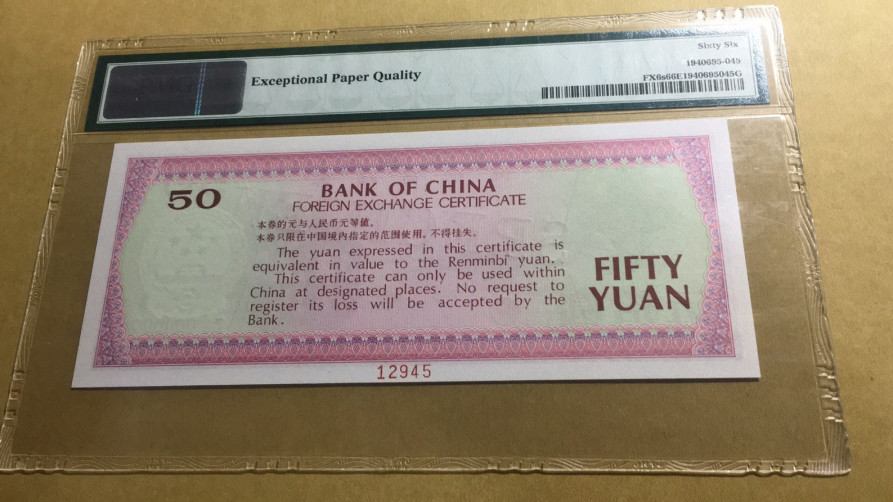 Exceptional Paper Quality
Sixty Six
1940695-045
FX6s66E1940695045G
50
BANK OF CHINA
FOREIGN EXCHANGE CERTIFICATE
本券的元与人民币元等值。
本券只限在中国境内指定的范围使用。不得挂失。
The yuan expressed in this certificate is
equivalent in value to the Renminbi yuan.
This certificate can only be used within
China at designated places. No request to
register its loss will be accepted by the
Bank.
FIFTY
YUAN
12945